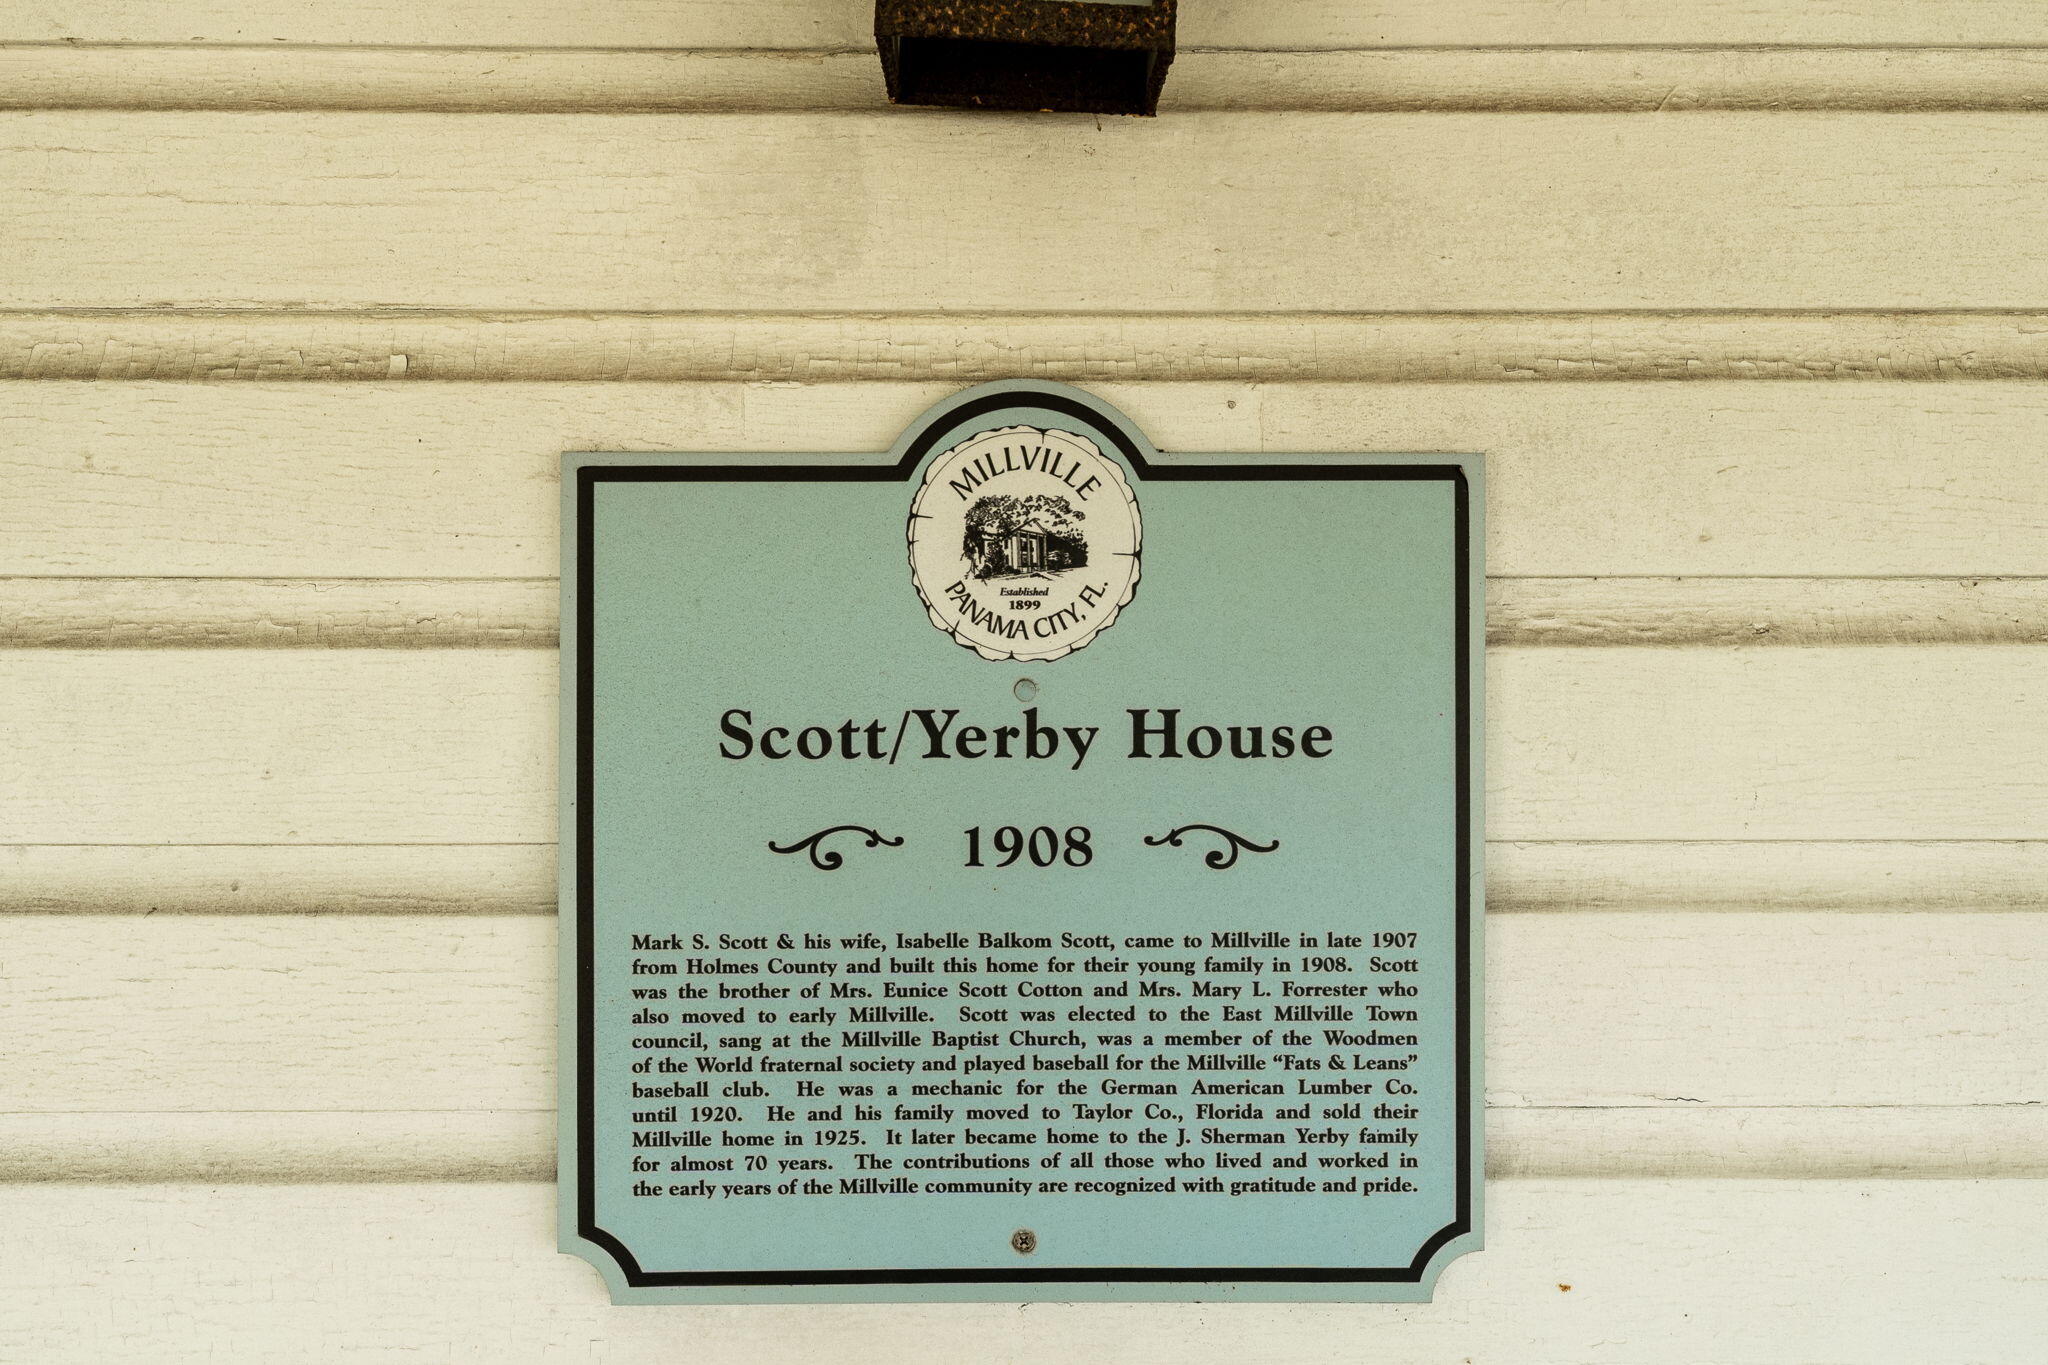 MILLVILLE
Established
1899
PANAMA CITY, FL.
Scott/Yerby House
1908
Mark S. Scott & his wife, Isabelle Balkom Scott, came to Millville in late 1907
from Holmes County and built this home for their young family in 1908. Scott
was the brother of Mrs. Eunice Scott Cotton and Mrs. Mary L. Forrester who
also moved to early Millville. Scott was elected to the East Millville Town
council, sang at the Millville Baptist Church, was a member of the Woodmen
of the World fraternal society and played baseball for the Millville “Fats & Leans”
baseball club. He was a mechanic for the German American Lumber Co.
until 1920. He and his family moved to Taylor Co., Florida and sold their
Millville home in 1925. It later became home to the J. Sherman Yerby family
for almost 70 years. The contributions of all those who lived and worked in
the early years of the Millville community are recognized with gratitude and pride.